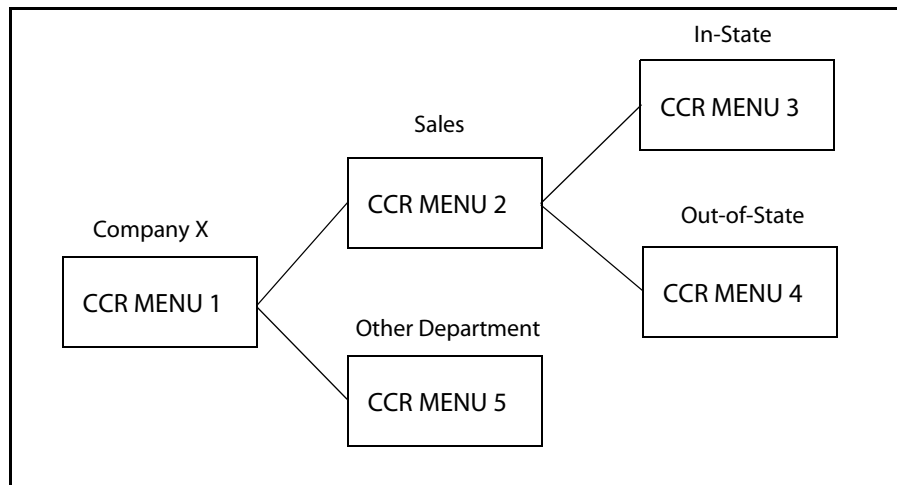 In-State
CCR MENU 3
Sales
CCR MENU 2
Out-of-State
Company X
CCR MENU 4
CCR MENU 1
Other Department
CCR MENU 5